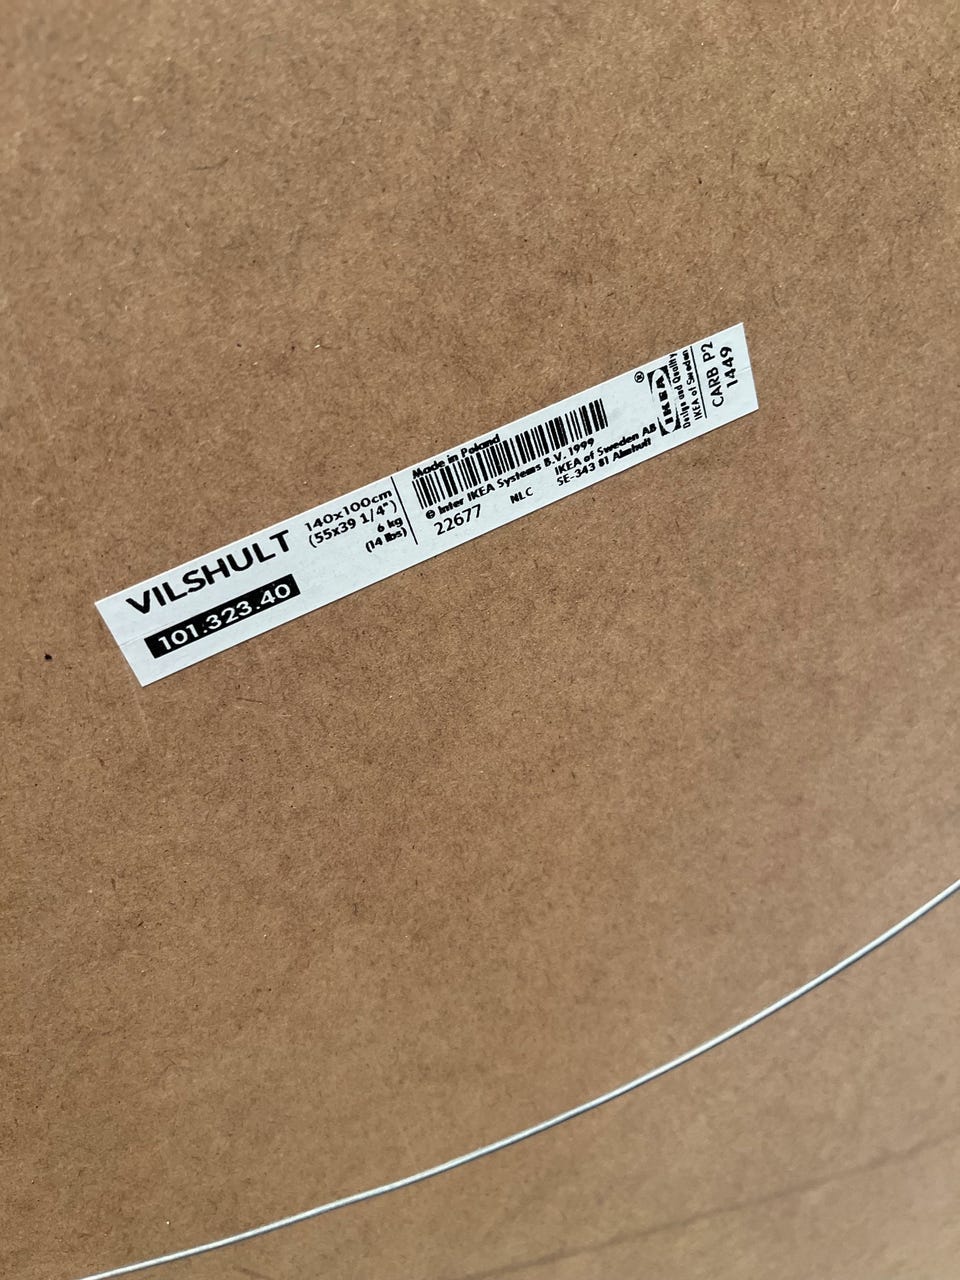 VILSHULT
101.323.40
140x100cm
(55x39 1/4")
6 kg
(14 lbs)
Made in Poland
© Inter IKEA Systems B.V. 1999
22677
NLC
IKEA of Sweden AB
SE-343 81 Älmhult
®
IKEA
Design and Quality
IKEA of Sweden
CARB P2
1449